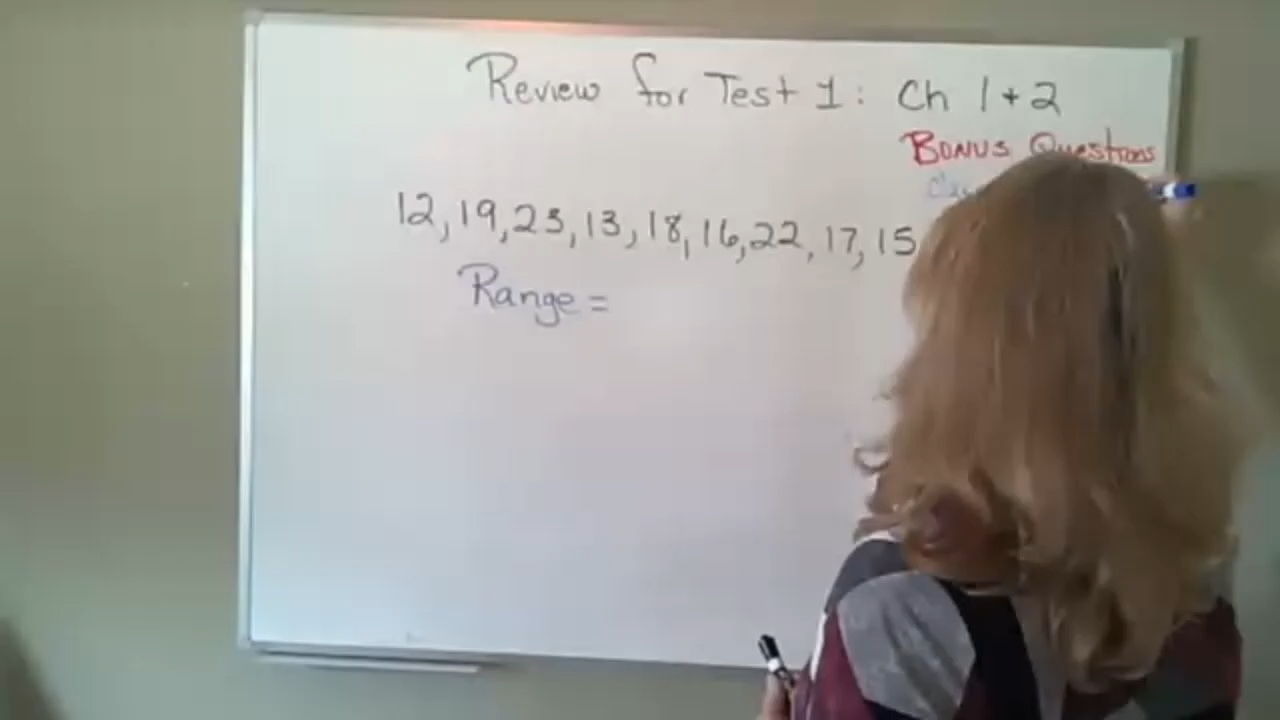 Review for Test 1: Ch 1 + 2
Bonus Questions
12, 19, 23, 13, 18, 16, 22, 17, 15
Range =